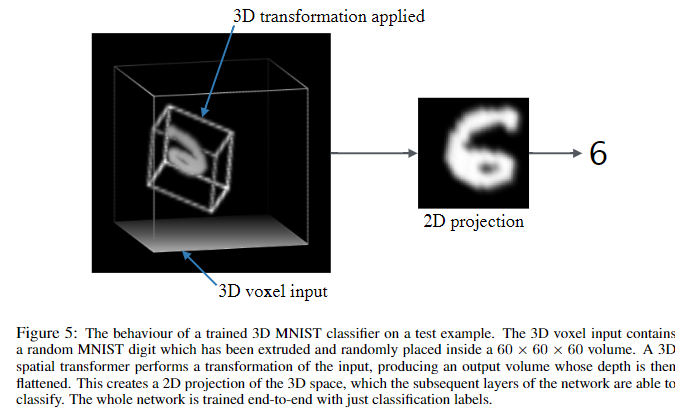 3D transformation applied
6
2D projection
3D voxel input
Figure 5: The behaviour of a trained 3D MNIST classifier on a test example. The 3D voxel input contains
a random MNIST digit which has been extruded and randomly placed inside a 60 × 60 × 60 volume. A 3D
spatial transformer performs a transformation of the input, producing an output volume whose depth is then
flattened. This creates a 2D projection of the 3D space, which the subsequent layers of the network are able to
classify. The whole network is trained end-to-end with just classification labels.